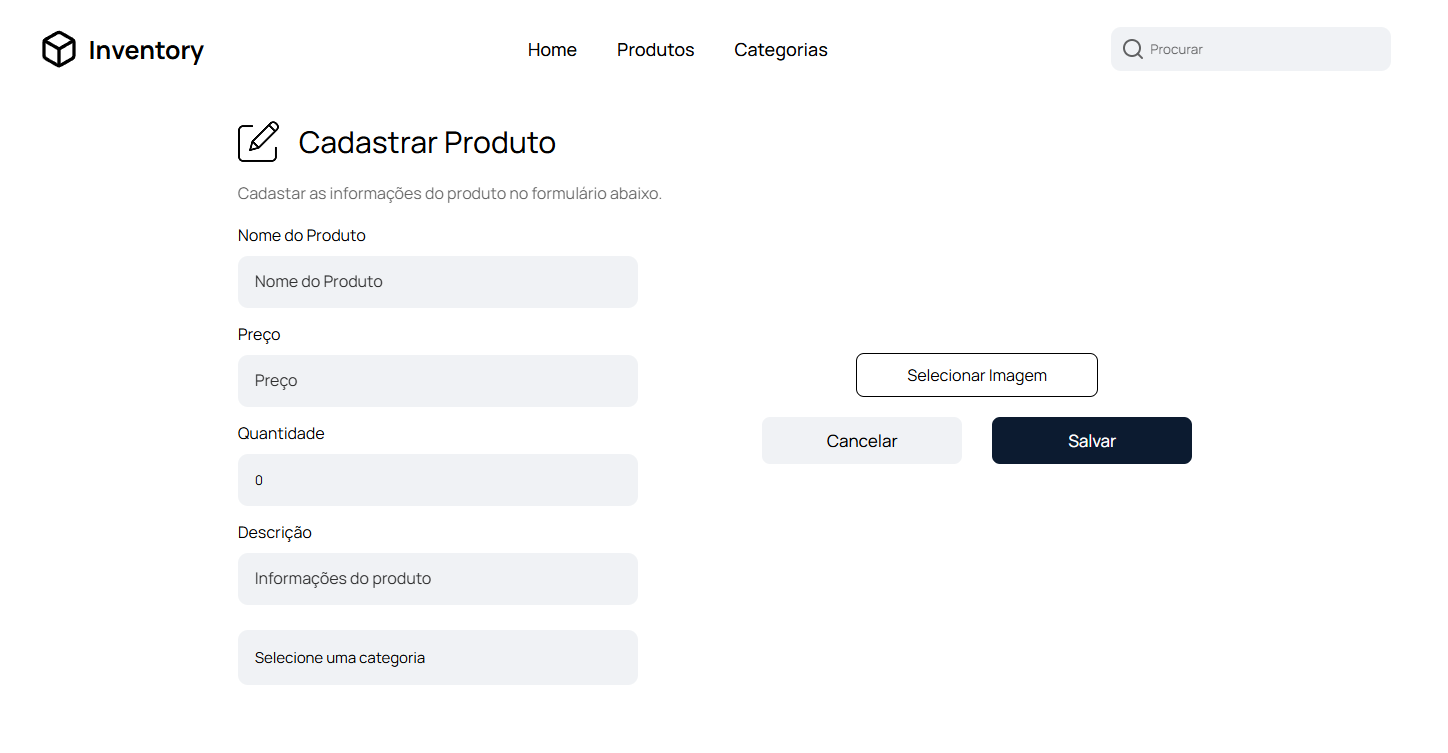 Inventory
Home
Produtos
Categorias
Procurar
Cadastrar Produto
Cadastar as informações do produto no formulário abaixo.
Nome do Produto
Nome do Produto
Preço
Preço
Quantidade
0
Descrição
Informações do produto
Selecione uma categoria
Selecionar Imagem
Cancelar
Salvar